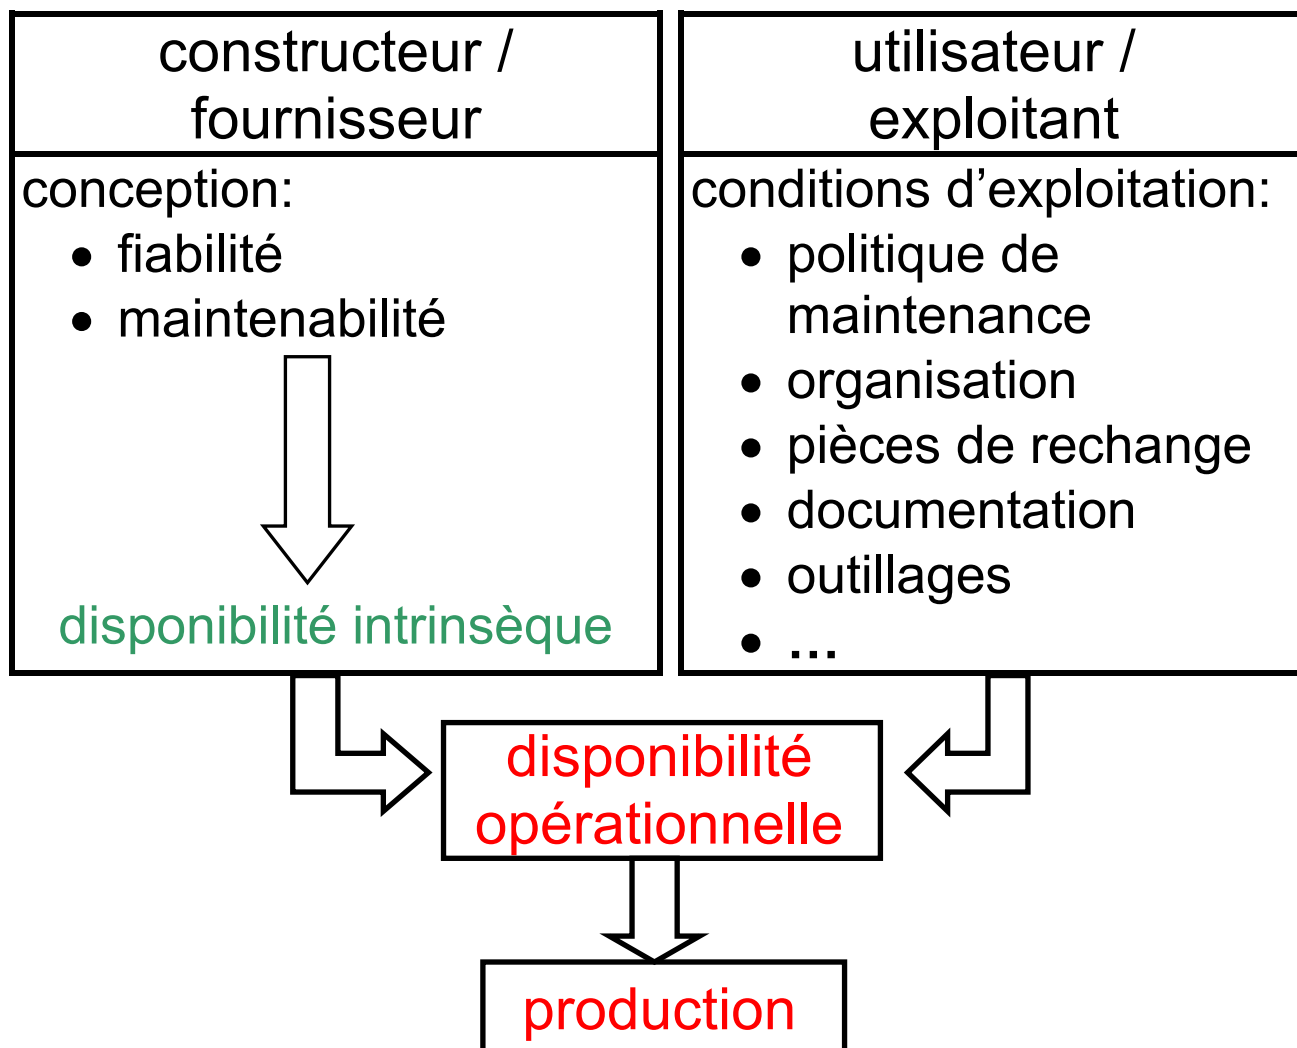 constructeur /
fournisseur
conception:
• fiabilité
• maintenabilité
disponibilité intrinsèque
utilisateur /
exploitant
conditions d’exploitation:
• politique de
maintenance
• organisation
• pièces de rechange
• documentation
• outillages
• ...
disponibilité
opérationnelle
production